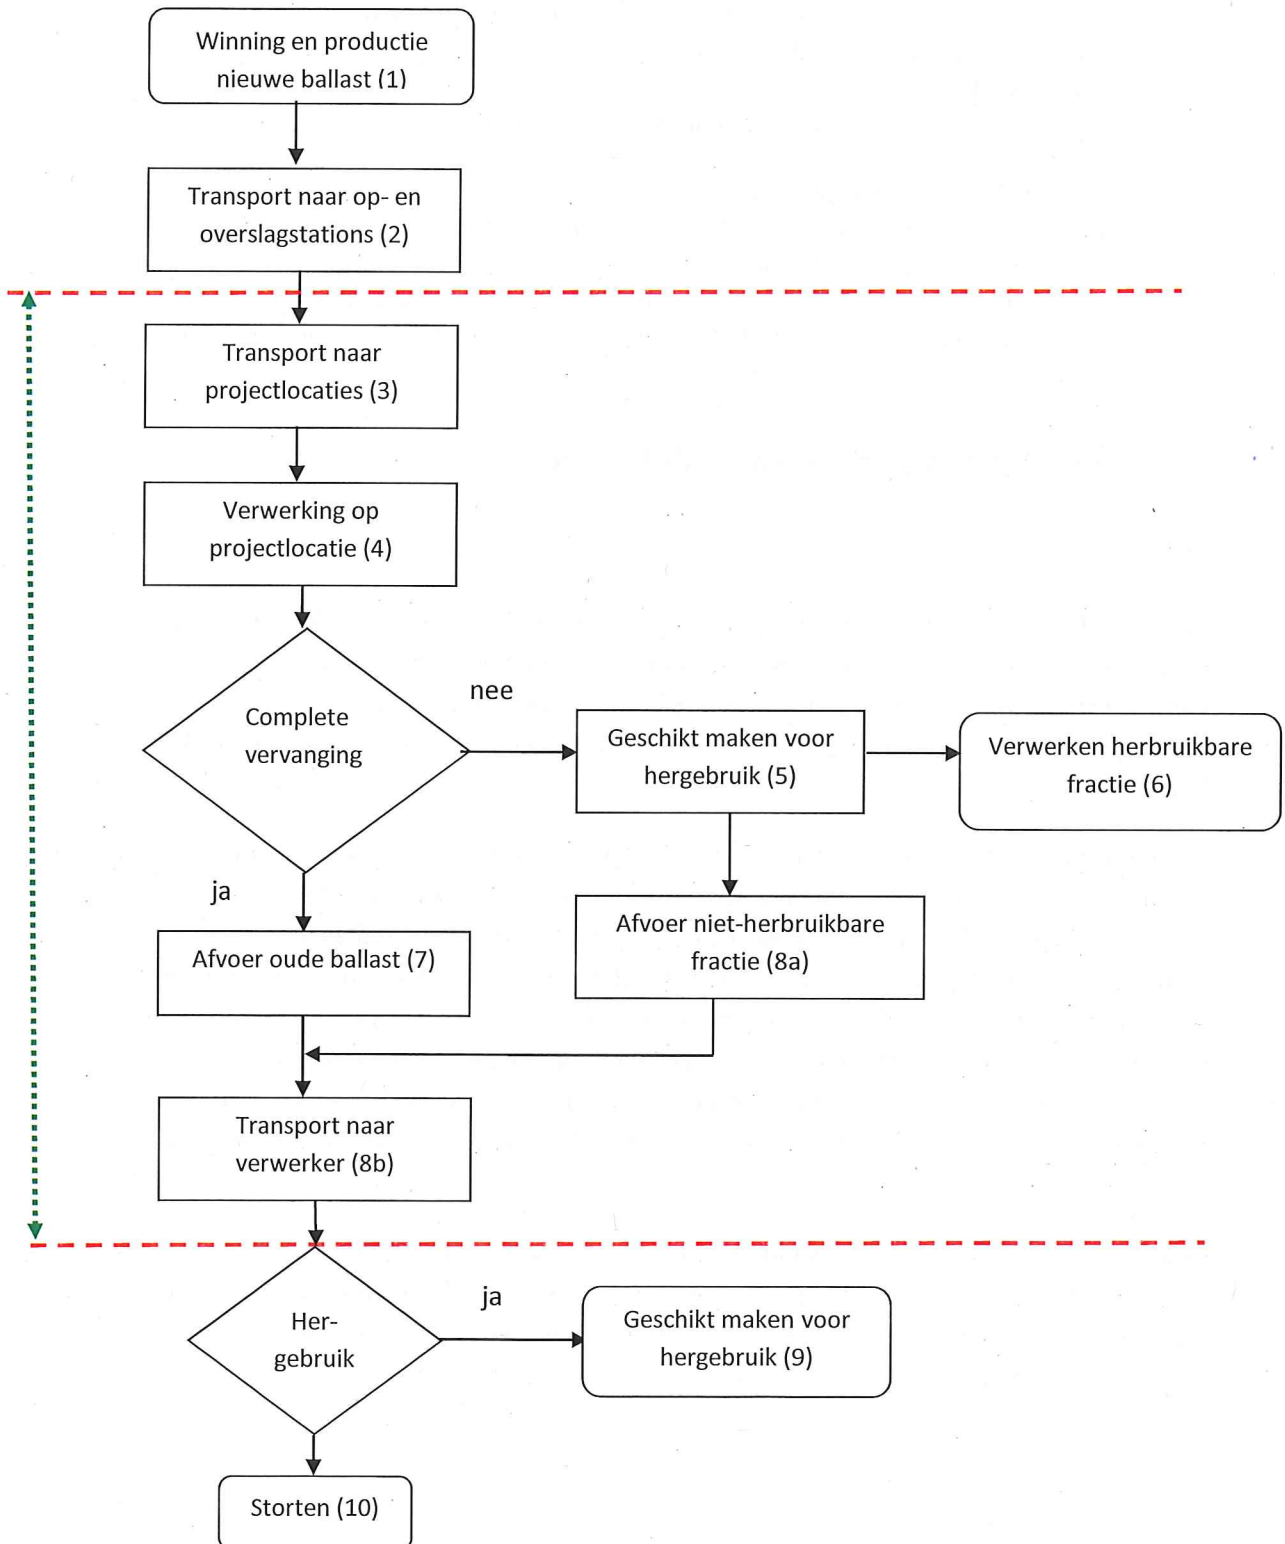 Winning en productie
nieuwe ballast (1)
Transport naar op- en
overslagstations (2)
Transport naar
projectlocaties (3)
Verwerking op
projectlocatie (4)
Complete
vervanging
nee
Geschikt maken voor
hergebruik (5)
Verwerken herbruikbare
fractie (6)
ja
Afvoer oude ballast (7)
Afvoer niet-herbruikbare
fractie (8a)
Transport naar
verwerker (8b)
Her-
gebruik
ja
Geschikt maken voor
hergebruik (9)
Storten (10)